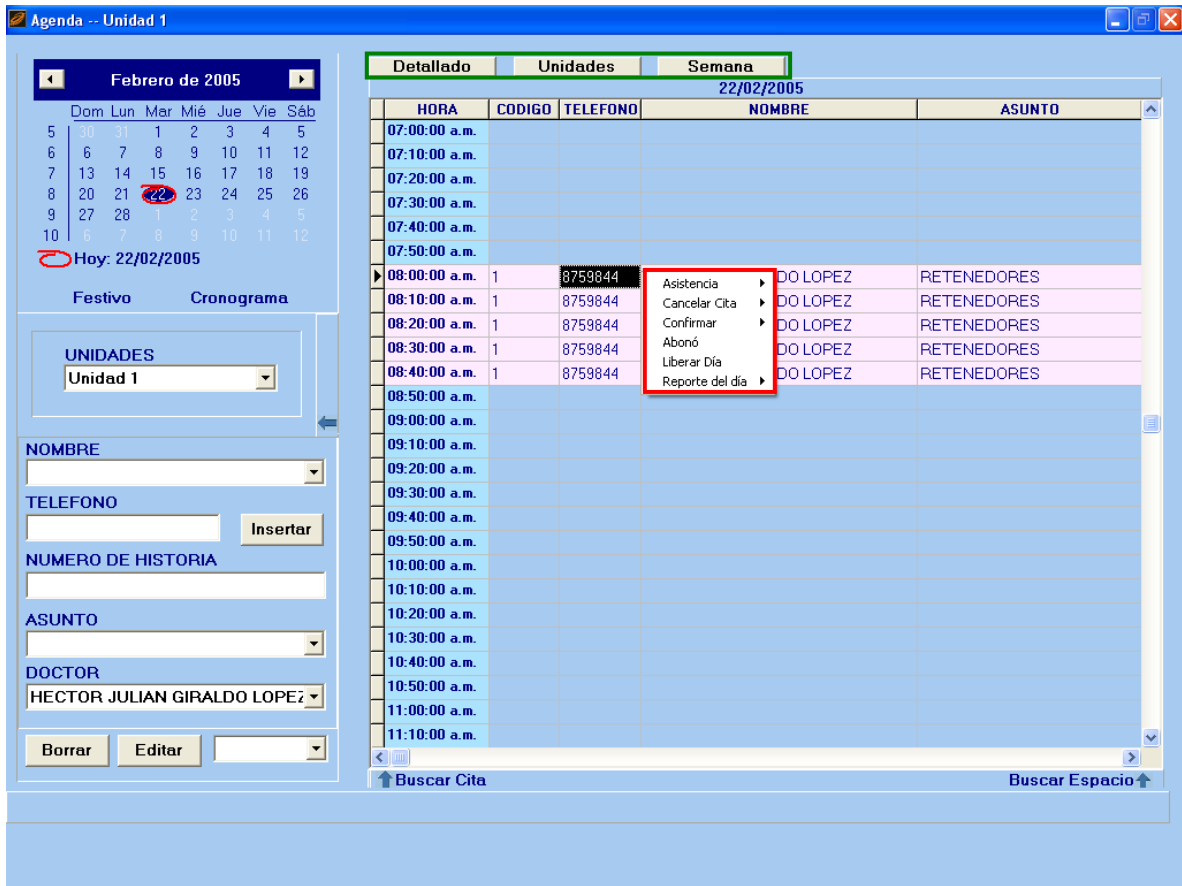 Agenda -- Unidad 1
Febrero de 2005
Dom Lun Mar Mié Jue Vie Sáb
5 30 31 1 2 3 4 5
6 6 7 8 9 10 11 12
7 13 14 15 16 17 18 19
8 20 21 22 23 24 25 26
9 27 28 1 2 3 4 5
10 6 7 8 9 10 11 12
Hoy: 22/02/2005
Festivo Cronograma
UNIDADES
Unidad 1
NOMBRE
TELEFONO
Insertar
NUMERO DE HISTORIA
ASUNTO
DOCTOR
HECTOR JULIAN GIRALDO LOPEZ
Borrar Editar
Detallado Unidades Semana
22/02/2005
HORA CODIGO TELEFONO NOMBRE ASUNTO
07:00:00 a.m.
07:10:00 a.m.
07:20:00 a.m.
07:30:00 a.m.
07:40:00 a.m.
07:50:00 a.m.
08:00:00 a.m. 1 8759844 DO LOPEZ RETENEDORES
08:10:00 a.m. 1 8759844 DO LOPEZ RETENEDORES
08:20:00 a.m. 1 8759844 DO LOPEZ RETENEDORES
08:30:00 a.m. 1 8759844 DO LOPEZ RETENEDORES
08:40:00 a.m. 1 8759844 DO LOPEZ RETENEDORES
08:50:00 a.m.
09:00:00 a.m.
09:10:00 a.m.
09:20:00 a.m.
09:30:00 a.m.
09:40:00 a.m.
09:50:00 a.m.
10:00:00 a.m.
10:10:00 a.m.
10:20:00 a.m.
10:30:00 a.m.
10:40:00 a.m.
10:50:00 a.m.
11:00:00 a.m.
11:10:00 a.m.
Asistencia
Cancelar Cita
Confirmar
Abonó
Liberar Día
Reporte del día
Buscar Cita Buscar Espacio